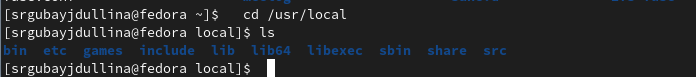 [srgubayjdullina@fedora ~]$ cd /usr/local
[srgubayjdullina@fedora local]$ ls
bin etc games include lib lib64 libexec sbin share src
[srgubayjdullina@fedora local]$